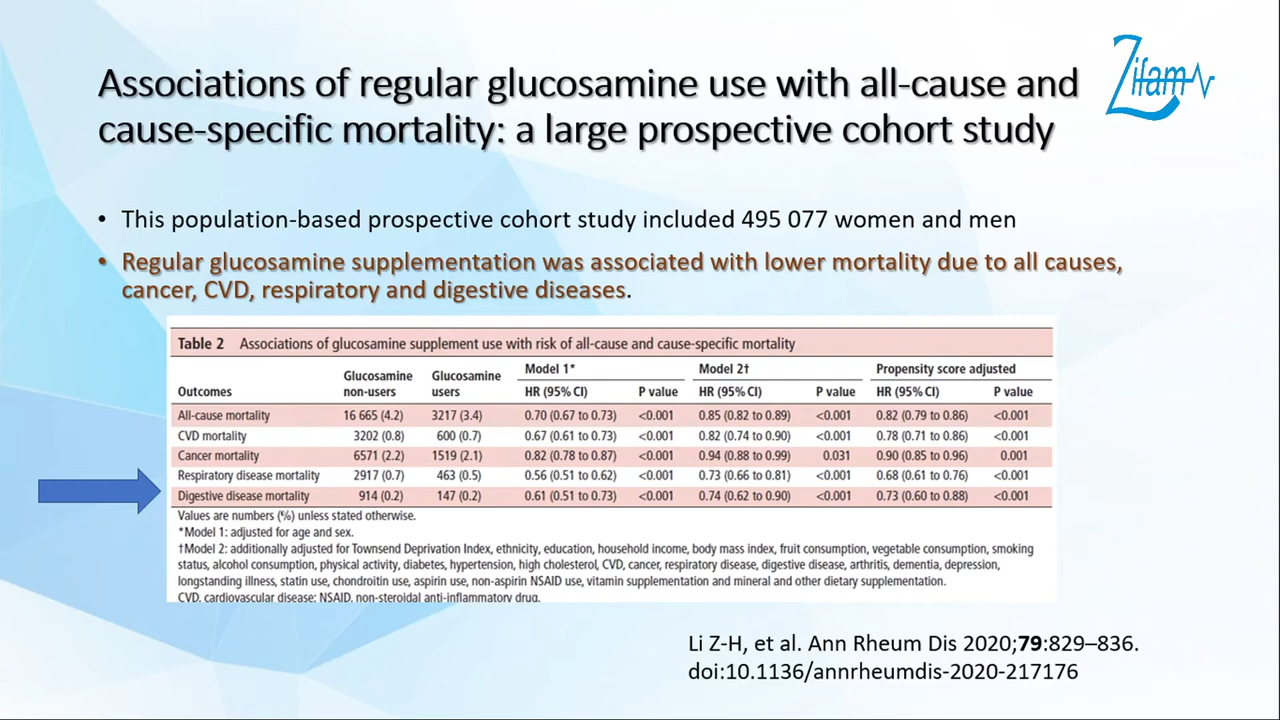 Zifam
Associations of regular glucosamine use with all-cause and
cause-specific mortality: a large prospective cohort study
• This population-based prospective cohort study included 495 077 women and men
• Regular glucosamine supplementation was associated with lower mortality due to all causes,
cancer, CVD, respiratory and digestive diseases.
Table 2 Associations of glucosamine supplement use with risk of all-cause and cause-specific mortality
Outcomes Glucosamine non-users Glucosamine users Model 1* HR (95% CI) P value Model 2† HR (95% CI) P value Propensity score adjusted HR (95% CI) P value
All-cause mortality 16 665 (4.2) 3217 (3.4) 0.70 (0.67 to 0.73) <0.001 0.85 (0.82 to 0.89) <0.001 0.82 (0.79 to 0.86) <0.001
CVD mortality 3202 (0.8) 600 (0.7) 0.67 (0.61 to 0.73) <0.001 0.82 (0.74 to 0.90) <0.001 0.78 (0.71 to 0.86) <0.001
Cancer mortality 6571 (2.2) 1519 (2.1) 0.82 (0.78 to 0.87) <0.001 0.94 (0.88 to 0.99) 0.031 0.90 (0.85 to 0.96) 0.001
Respiratory disease mortality 2917 (0.7) 463 (0.5) 0.56 (0.51 to 0.62) <0.001 0.73 (0.66 to 0.81) <0.001 0.68 (0.61 to 0.76) <0.001
Digestive disease mortality 914 (0.2) 147 (0.2) 0.61 (0.51 to 0.73) <0.001 0.74 (0.62 to 0.90) <0.001 0.73 (0.60 to 0.88) <0.001
Values are numbers (%) unless stated otherwise.
*Model 1: adjusted for age and sex.
†Model 2: additionally adjusted for Townsend Deprivation Index, ethnicity, education, household income, body mass index, fruit consumption, vegetable consumption, smoking
status, alcohol consumption, physical activity, diabetes, hypertension, high cholesterol, CVD, cancer, respiratory disease, digestive disease, arthritis, dementia, depression,
longstanding illness, statin use, chondroitin use, aspirin use, non-aspirin NSAID use, vitamin supplementation and mineral and other dietary supplementation.
CVD, cardiovascular disease; NSAID, non-steroidal anti-inflammatory drug.
Li Z-H, et al. Ann Rheum Dis 2020;79:829–836.
doi:10.1136/annrheumdis-2020-217176